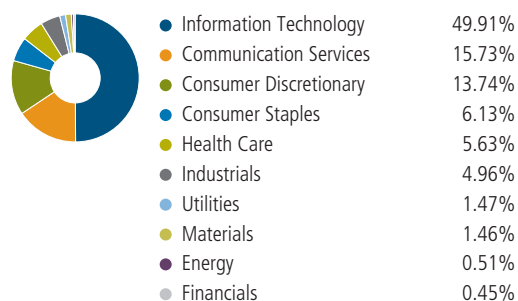 Information Technology 49.91%
Communication Services 15.73%
Consumer Discretionary 13.74%
Consumer Staples 6.13%
Health Care 5.63%
Industrials 4.96%
Utilities 1.47%
Materials 1.46%
Energy 0.51%
Financials 0.45%